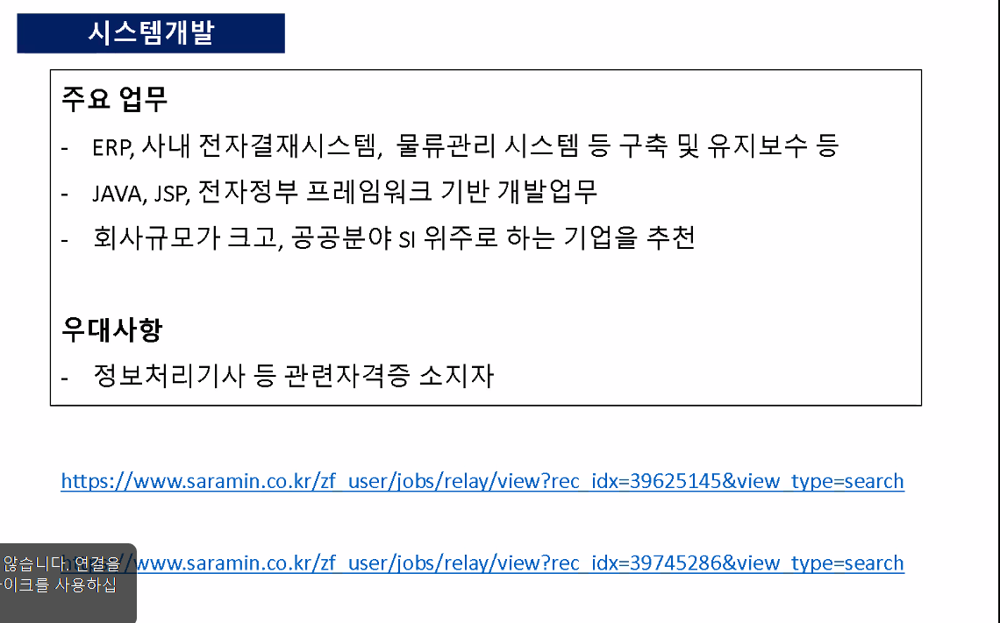 시스템개발
주요 업무
- ERP, 사내 전자결재시스템, 물류관리 시스템 등 구축 및 유지보수 등
- JAVA, JSP, 전자정부 프레임워크 기반 개발업무
- 회사규모가 크고, 공공분야 SI 위주로 하는 기업을 추천
우대사항
- 정보처리기사 등 관련자격증 소지자
https://www.saramin.co.kr/zf_user/jobs/relay/view?rec_idx=39625145&view_type=search
https://www.saramin.co.kr/zf_user/jobs/relay/view?rec_idx=39745286&view_type=search
않습니다. 연결을
사용하십